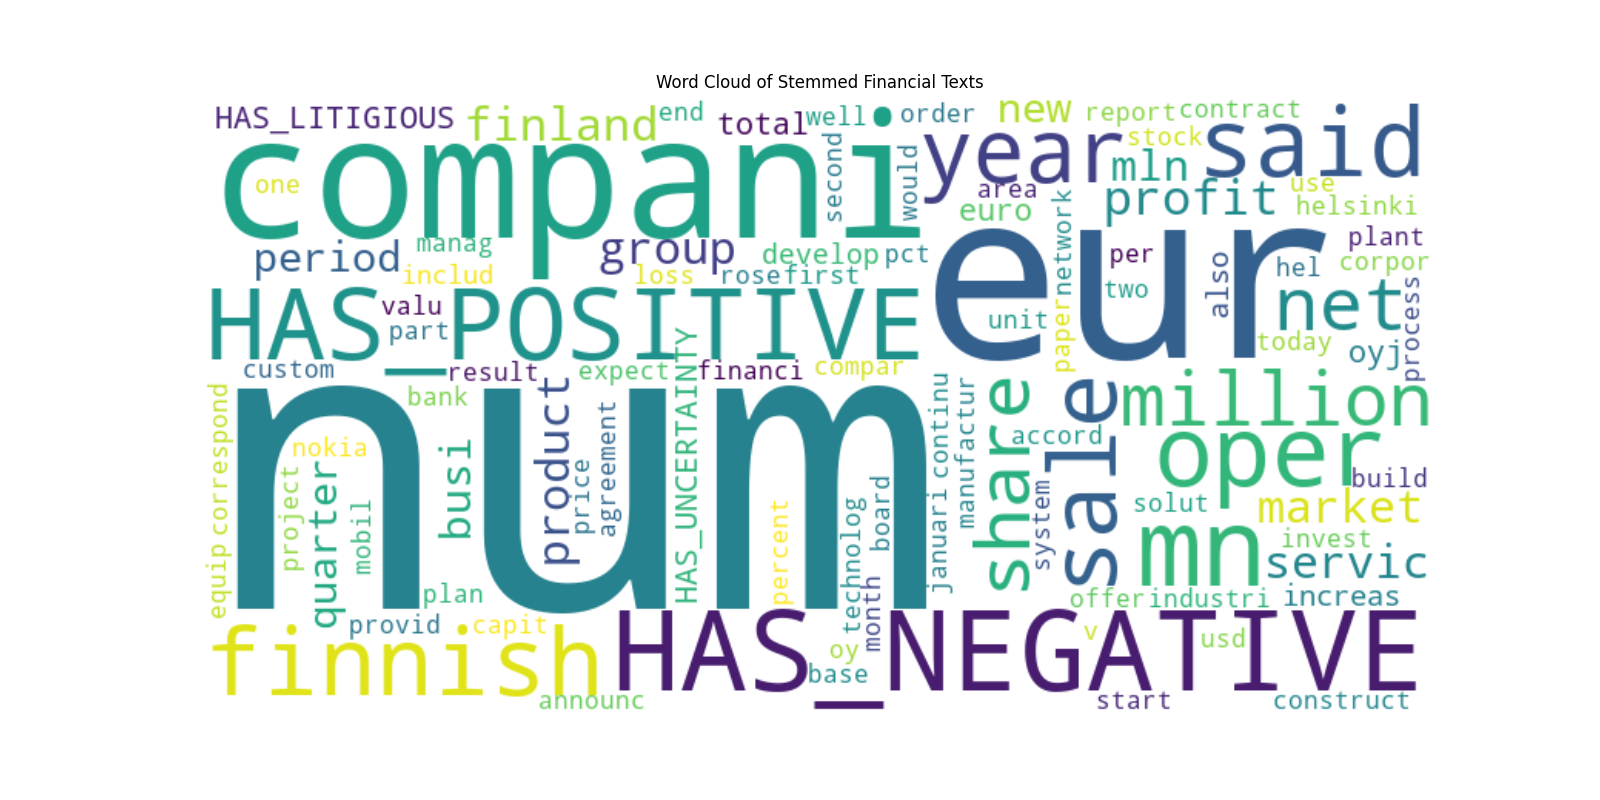 Word Cloud of Stemmed Financial Texts
HAS_LITIGIOUS
finland
end
total
well
order
new
report
contract
compani
one
second
would
year
stock
said
mln
area
profit
use
euro
helsinki
network
period
manag
group
develop
pct
eur
per
also
hel
plant
corpor
includ
loss
rose
first
two
net
process
HAS_POSITIVE
valu
part
unit
paper
today
oyj
custom
result
expect
financi
compar
HAS_UNCERTAINTY
num
bank
product
continu
manufactur
share
sale
million
correspond
nokia
busi
price
agreement
accord
oper
project
quarter
mobil
percent
technolog
board
januari
system
build
solut
market
mn
invest
servic
equip
plan
month
offer
industri
increas
provid
capit
finnish
HAS_NEGATIVE
oy
base
v
usd
announc
start
construct